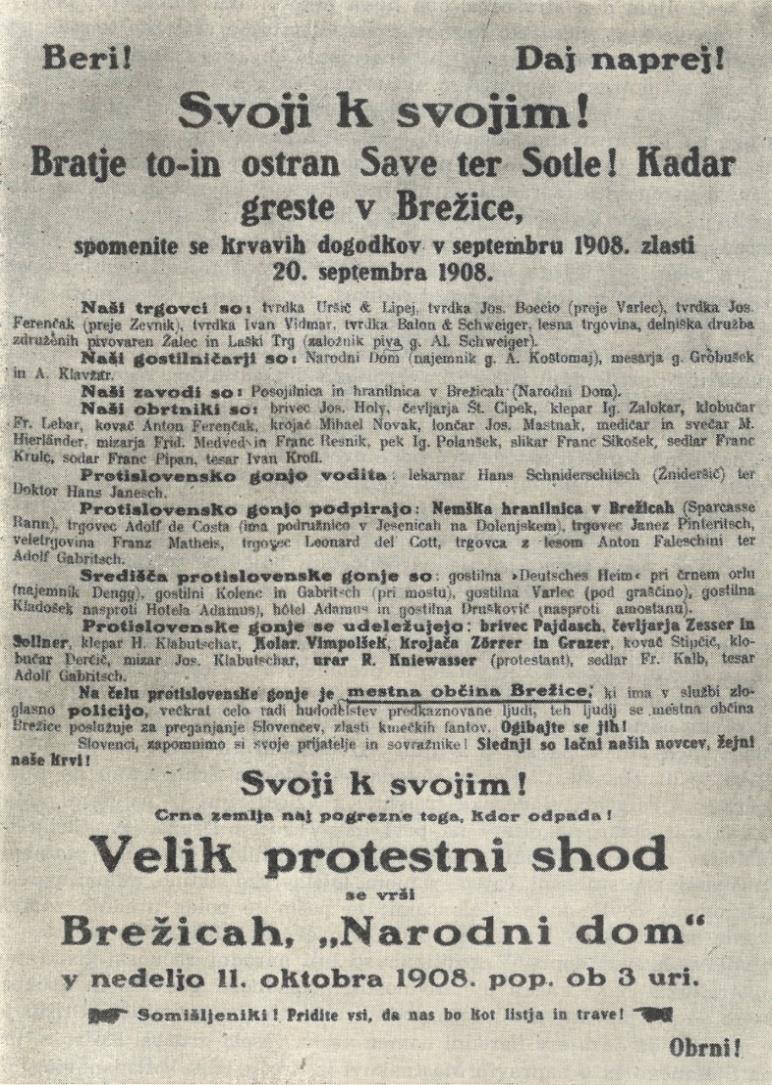 Beri! Daj naprej!
Svoji k svojim!
Bratje to-in ostran Save ter Sotle! Kadar
greste v Brežice,
spomenite se krvavih dogodkov v septembru 1908. zlasti
20. septembra 1908.
Naši trgovci so: tvrdka Uršič & Lipej, tvrdka Jos. Boccio (preje Varlec), tvrdka Jos.
Ferenčak (preje Zevnik), tvrdka Ivan Vidmar, tvrdka Balon & Schweiger, lesna trgovina, delniska družba
združenih pivovaren Žalec in Laški Trg (založnik piva g. Al. Schweiger).
Naši gostilničarji so: Narodni Dom (najemnik g. A. Koštomaj), mesarja g. Grobušek
in A. Klavžar.
Naši zavodi so: Posojilnica in hranilnica v Brežicah (Narodni Dom).
Naši obrtniki so: brivec Jos. Holy, čevljarja Št. Cipek, klepar Ig. Zalokar, klobučar
Fr. Lebar, kovač Anton Ferenčak, krojač Mihael Novak, lončar Jos. Mastnak, medičar in svečar M.
Hierländer, mizarja Frid. Medved in Franc Resnik, pek Ig. Polanšek, slikar Franc Sikošek, sedlar Franc
Krulc, sodar Franc Pipan, tesar Ivan Krofl.
Protislovensko gonjo vodita: lekarnar Hans Schniderschitsch (Žnideršič) ter
Doktor Hans Janesch.
Protislovensko gonjo podpirajo: Nemška hranilnica v Brežicah (Sparcasse
Rann), trgovec Adolf de Costa (ima podružnico v Jesenicah na Dolenjskem), trgovec Janez Pinteritsch,
veletrgovina Franz Matheis, trgovec Leonard del Cott, trgovca z lesom Anton Faleschini ter
Adolf Gabritsch.
Središča protislovenske gonje so: gostilna »Deutsches Heim« pri črnem orlu
(najemnik Dengg), gostilni Kolenc in Gabritsch (pri mostu), gostilna Varlec (pod graščino), gostilna
Kladošek nasproti Hotela Adamus), hôtel Adamus in gostilna Druškovič (nasproti samostanu).
Protislovenske gonje se udeležujejo: brivec Pajdasch, čevljarja Zesser in
Sollner, klepar H. Klabutschar, Kolar Vimpolšek, Krojača Zörrer in Grazer, kovač Stipčič, klo-
bučar Derčič, mizar Jos. Klabutschar, urar R. Kniewasser (protestant), sedlar Fr. Kalb, tesar
Adolf Gabritsch.
Na čelu protislovenske gonje je mestna občina Brežice, ki ima v službi zlo-
glasno policijo, večkrat celo radi hudodelstev predkaznovane ljudi, teh ljudij se mestna občina
Brežice poslužuje za preganjanje Slovencev, zlasti kmečkih fantov. Ogibajte se jih!
Slovenci, zapomnimo si svoje prijatelje in sovražnike! Slednji so lačni naših novcev, žejni
naše krvi!
Svoji k svojim!
Črna zemlja naj pogrezne tega, kdor odpada!
Velik protestni shod
se vrši
Brežicah, „Narodni dom“
v nedeljo 11. oktobra 1908. pop. ob 3 uri.
Somišljeniki! Pridite vsi, da nas bo kot listja in trave!
Obrni!